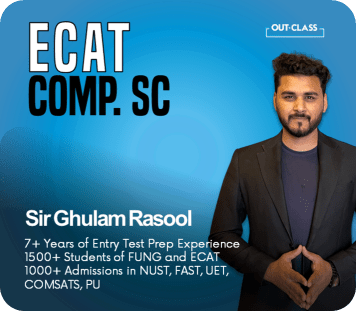 OUT-CLASS
ECAT
COMP. SC
Sir Ghulam Rasool
7+ Years of Entry Test Prep Experience
1500+ Students of FUNG and ECAT
1000+ Admissions in NUST, FAST, UET,
COMSATS, PU